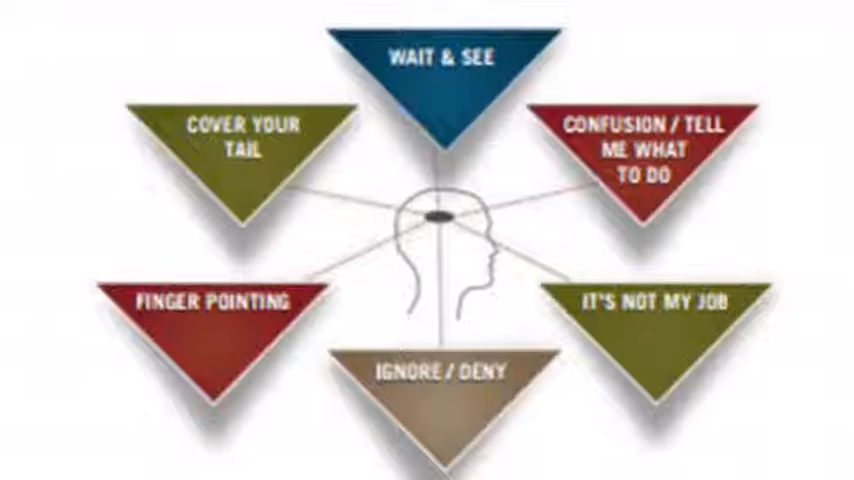 WAIT & SEE
COVER YOUR
TAIL
CONFUSION / TELL
ME WHAT
TO DO
FINGER POINTING
IT'S NOT MY JOB
IGNORE / DENY